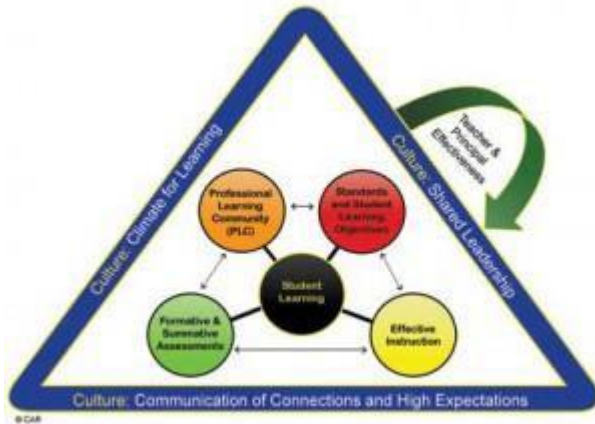 Culture: Climate for Learning
Culture: Shared Leadership
Teacher &
Principal
Effectiveness
Professional
Learning
Community
(PLC)
Standards
and Student
Learning
Objectives
Student
Learning
Formative &
Summative
Assessments
Effective
Instruction
Culture: Communication of Connections and High Expectations
© CAR